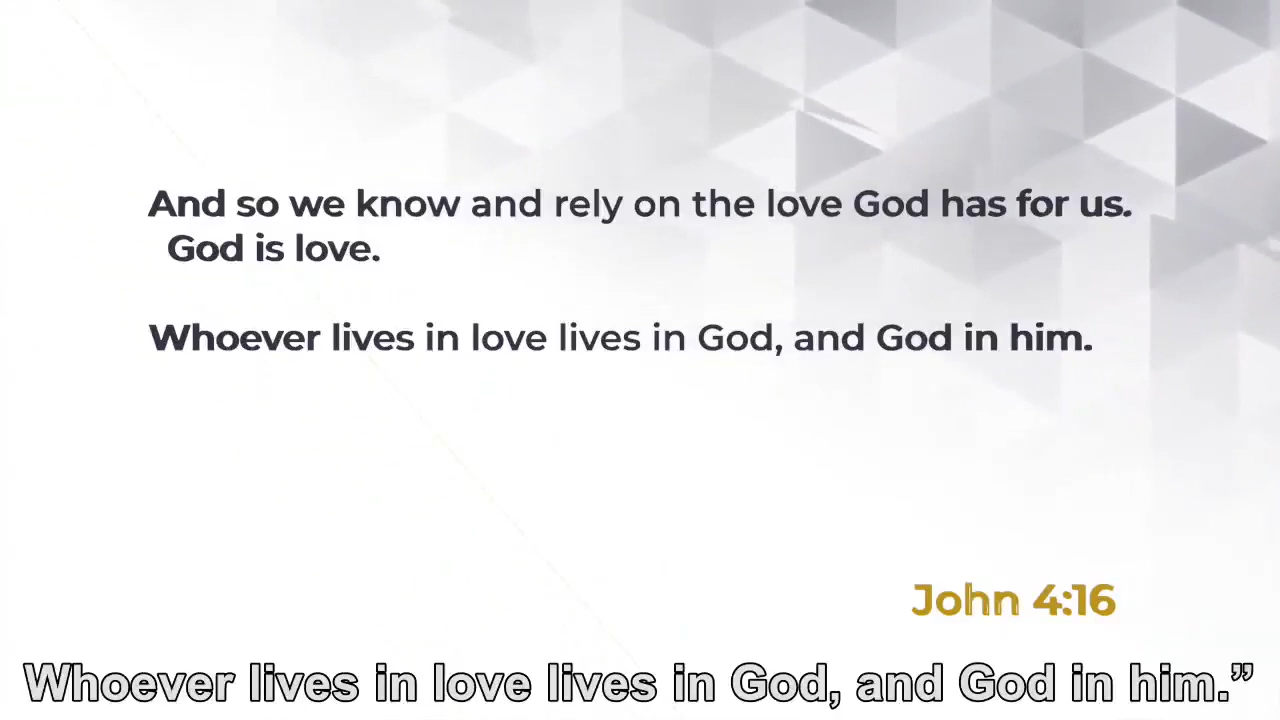 And so we know and rely on the love God has for us.
God is love.
Whoever lives in love lives in God, and God in him.
John 4:16
Whoever lives in love lives in God, and God in him.”